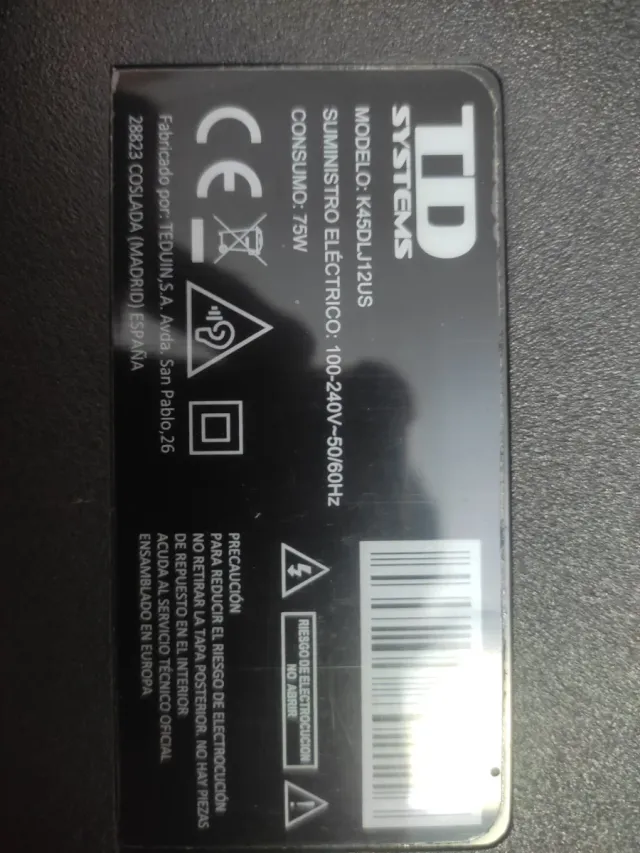 TD
SYSTEMS
MODELO: K45DLJ12US
SUMINISTRO ELÉCTRICO: 100-240V~50/60Hz
CONSUMO: 75W
CE
Fabricado por: TEDUIN,S.A. Avda. San Pablo,26
28823 COSLADA (MADRID) ESPAÑA
RIESGO DE ELECTROCUCION
NO ABRIR
PRECAUCIÓN
PARA REDUCIR EL RIESGO DE ELECTROCUCIÓN
NO RETIRAR LA TAPA POSTERIOR. NO HAY PIEZAS
DE REPUESTO EN EL INTERIOR
ACUDA AL SERVICIO TÉCNICO OFICIAL
ENSAMBLADO EN EUROPA